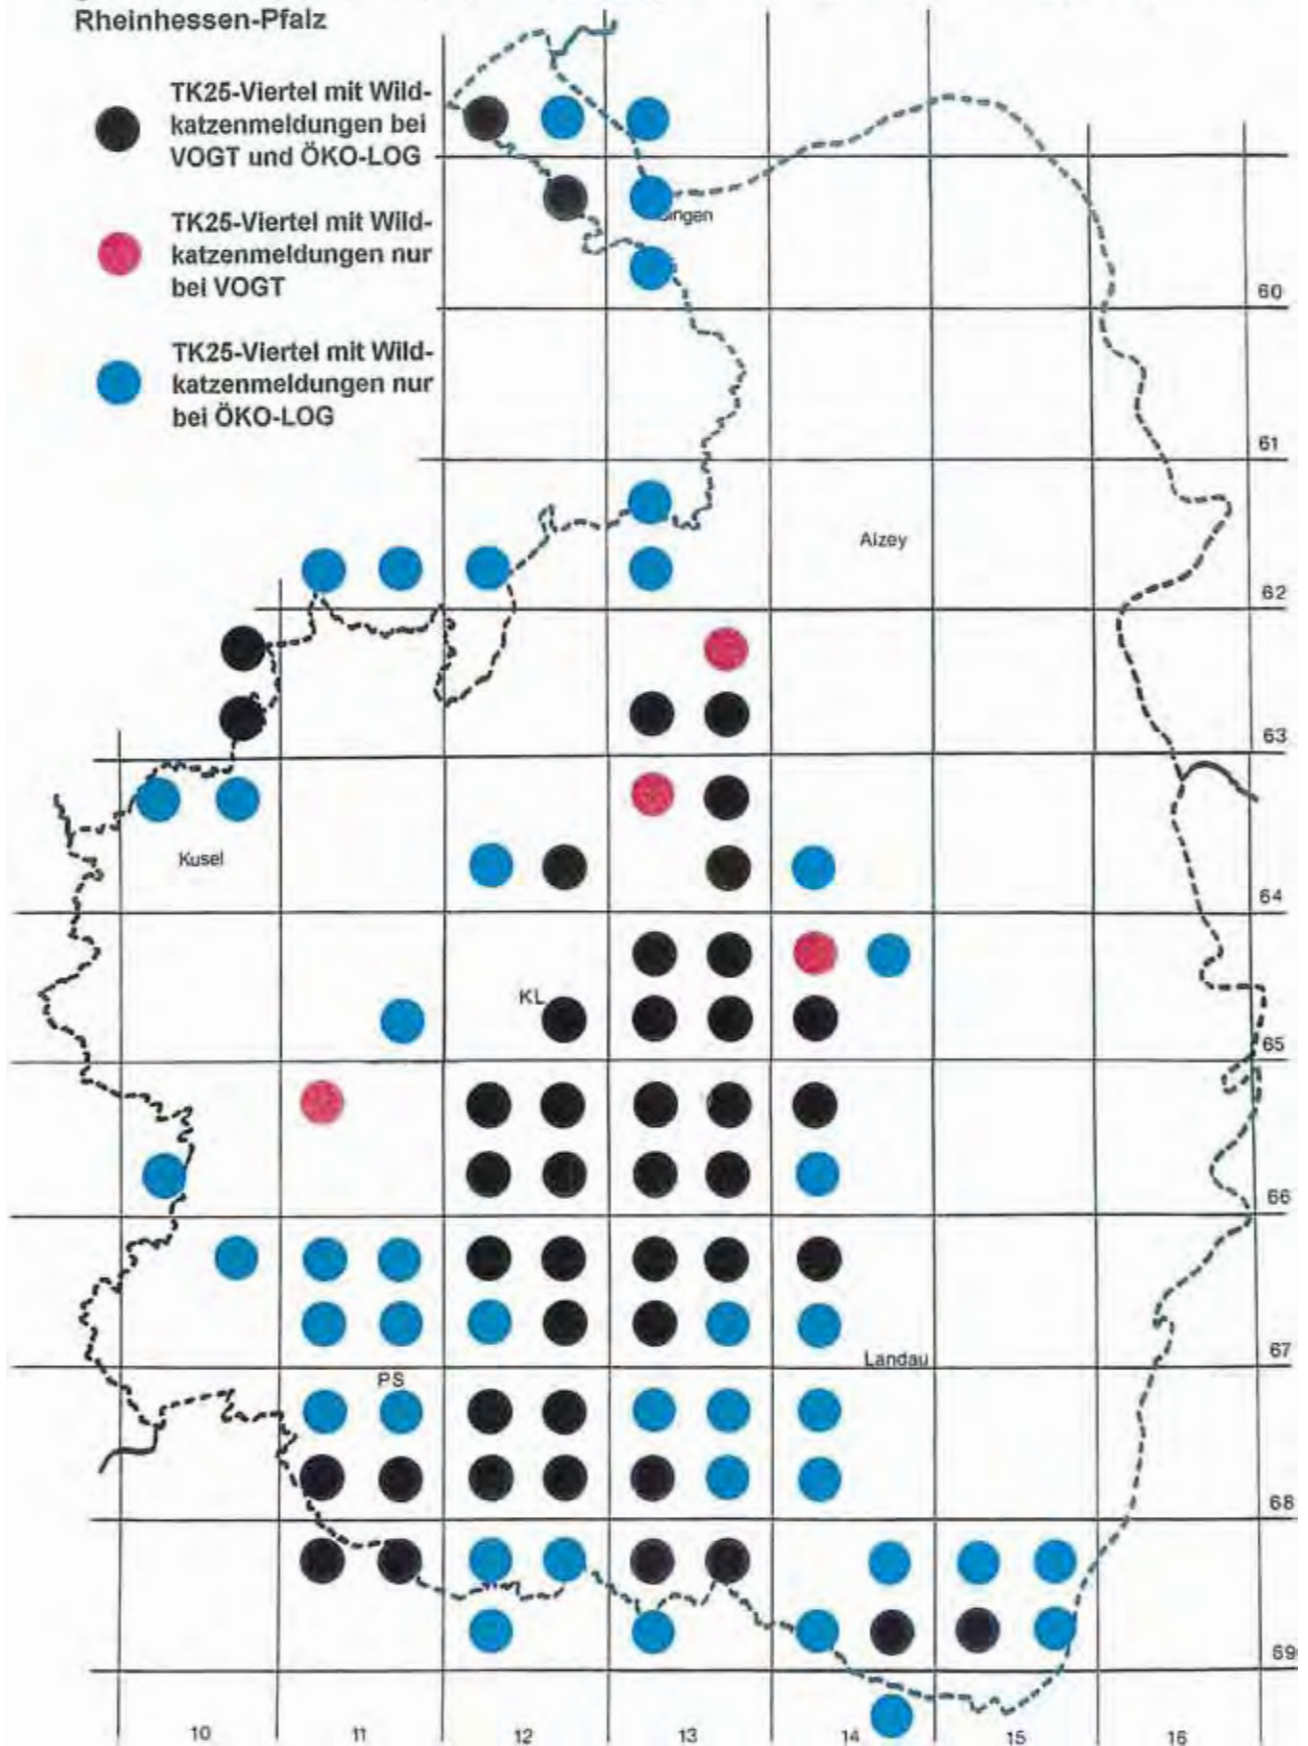 Rheinhessen-Pfalz
TK25-Viertel mit Wild-
katzenmeldungen bei
VOGT und ÖKO-LOG
TK25-Viertel mit Wild-
katzenmeldungen nur
bei VOGT
TK25-Viertel mit Wild-
katzenmeldungen nur
bei ÖKO-LOG
ingen
60
61
Alzey
62
63
Kusel
64
KL
65
66
67
Landau
PS
68
69
10 11 12 13 14 15 16